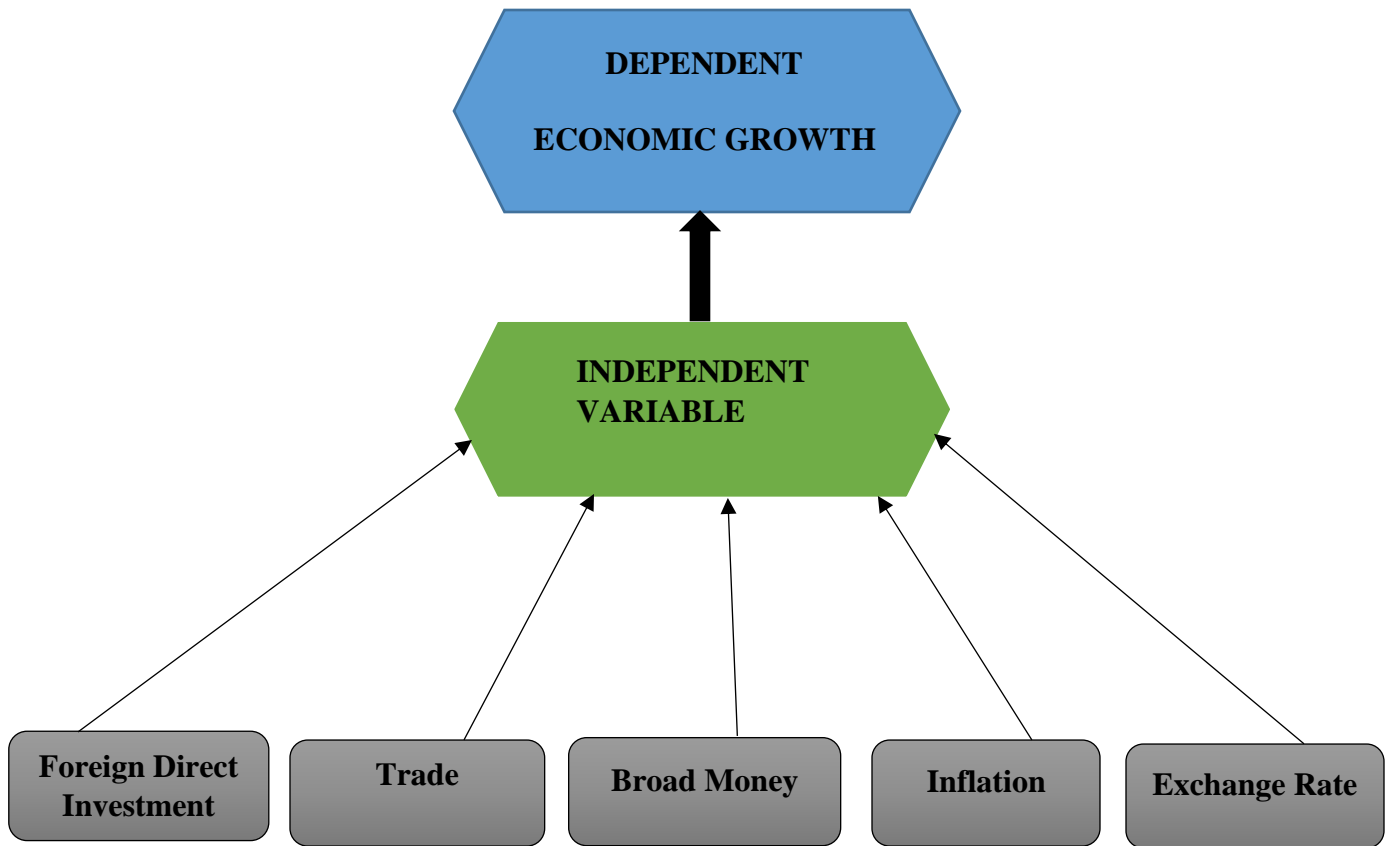 DEPENDENT
ECONOMIC GROWTH
INDEPENDENT
VARIABLE
Foreign Direct
Investment
Trade
Broad Money
Inflation
Exchange Rate